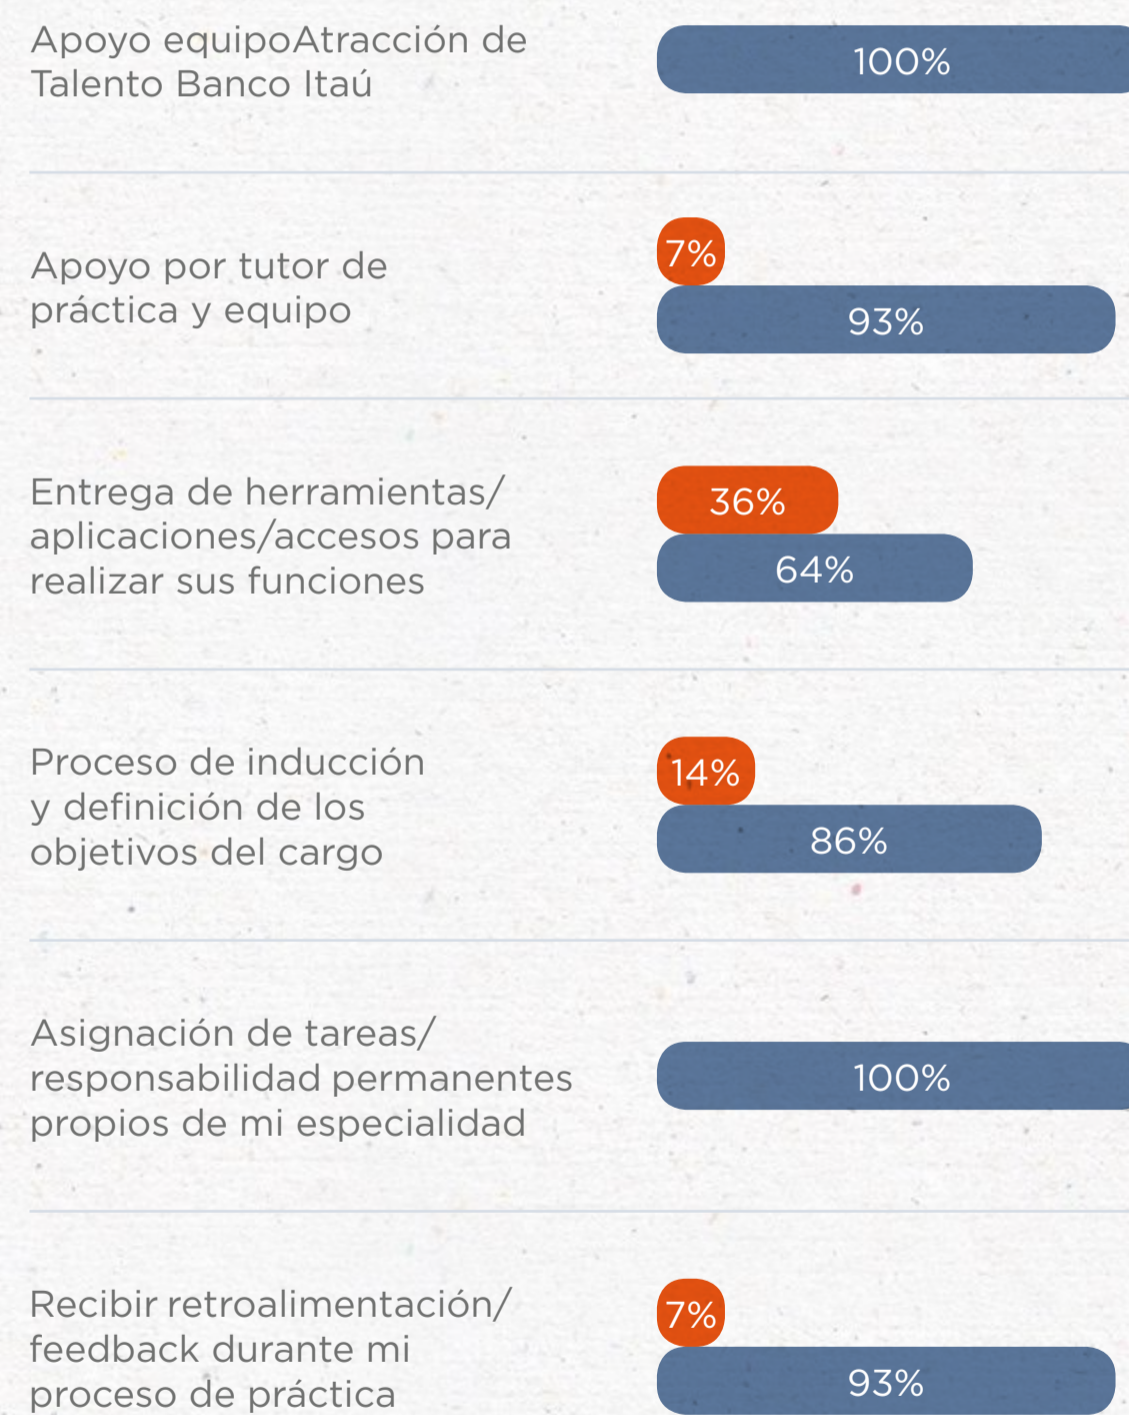 Apoyo equipoAtracción de
Talento Banco Itaú
100%
Apoyo por tutor de
práctica y equipo
7%
93%
Entrega de herramientas/
aplicaciones/accesos para
realizar sus funciones
36%
64%
Proceso de inducción
y definición de los
objetivos del cargo
14%
86%
Asignación de tareas/
responsabilidad permanentes
propios de mi especialidad
100%
Recibir retroalimentación/
feedback durante mi
proceso de práctica
7%
93%